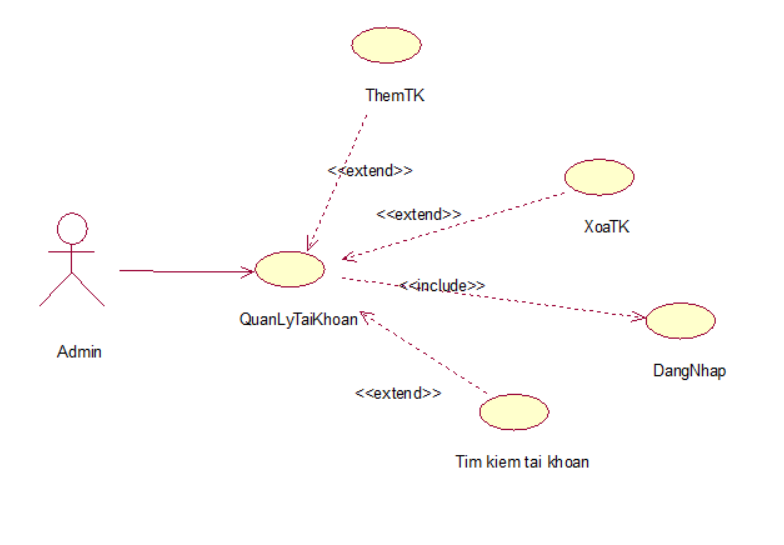 ThemTK
<<extend>>
XoaTK
<<extend>>
<<include>>
QuanLyTaiKhoan
Admin
DangNhap
<<extend>>
Tim kiem tai khoan